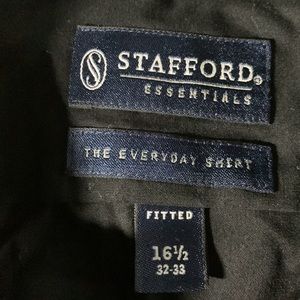 STAFFORD®
ESSENTIALS
THE EVERYDAY SHIRT
FITTED
16½
32-33